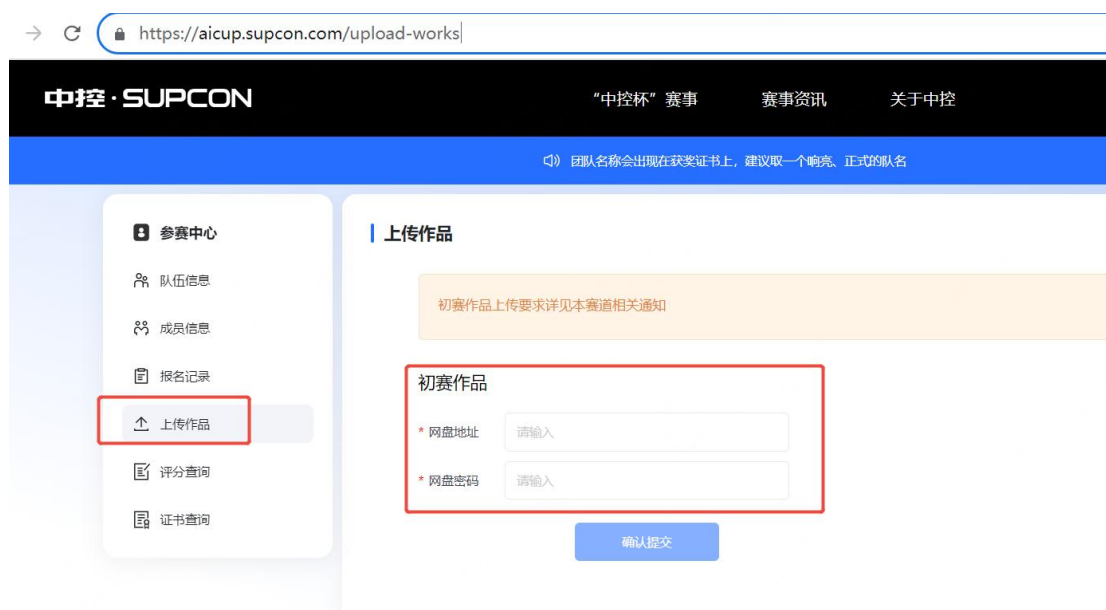 https://aicup.supcon.com/upload-works
中控·SUPCON
“中控杯”赛事 赛事资讯 关于中控
团队名称会出现在获奖证书上，建议取一个响亮、正式的队名
参赛中心
队伍信息
成员信息
报名记录
上传作品
评分查询
证书查询
上传作品
初赛作品上传要求详见本赛道相关通知
初赛作品
* 网盘地址 请输入
* 网盘密码 请输入
确认提交